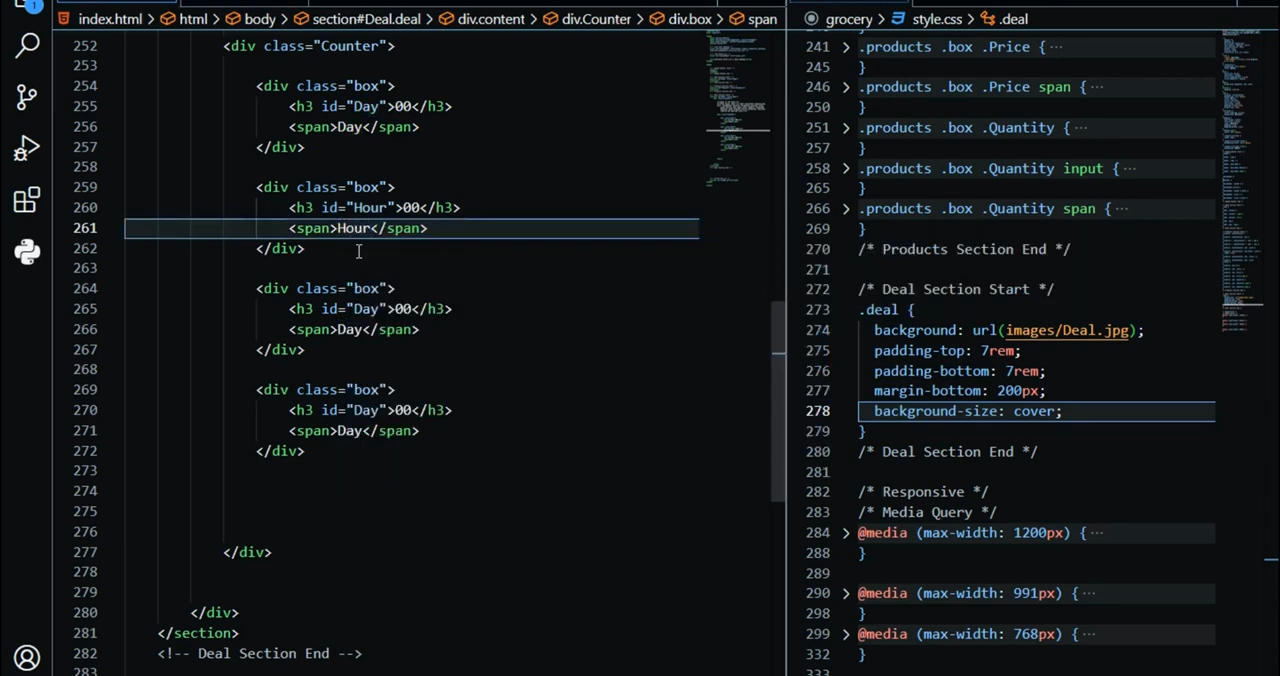 1
index.html > html > body > section#Deal.deal > div.content > div.Counter > div.box > span
252 <div class="Counter">
253
254 <div class="box">
255 <h3 id="Day">00</h3>
256 <span>Day</span>
257 </div>
258
259 <div class="box">
260 <h3 id="Hour">00</h3>
261 <span>Hour</span>
262 </div>
263
264 <div class="box">
265 <h3 id="Day">00</h3>
266 <span>Day</span>
267 </div>
268
269 <div class="box">
270 <h3 id="Day">00</h3>
271 <span>Day</span>
272 </div>
273
274
275
276
277 </div>
278
279
280 </div>
281 </section>
282 <!-- Deal Section End -->
283
grocery > style.css > .deal
241 > .products .box .Price { ...
245 }
246 > .products .box .Price span { ...
250 }
251 > .products .box .Quantity { ...
257 }
258 > .products .box .Quantity input { ...
265 }
266 > .products .box .Quantity span { ...
269 }
270 /* Products Section End */
271
272 /* Deal Section Start */
273 .deal {
274 background: url(images/Deal.jpg);
275 padding-top: 7rem;
276 padding-bottom: 7rem;
277 margin-bottom: 200px;
278 background-size: cover;
279 }
280 /* Deal Section End */
281
282 /* Responsive */
283 /* Media Query */
284 > @media (max-width: 1200px) { ...
288 }
289
290 > @media (max-width: 991px) { ...
298 }
299 > @media (max-width: 768px) { ...
332 }
333